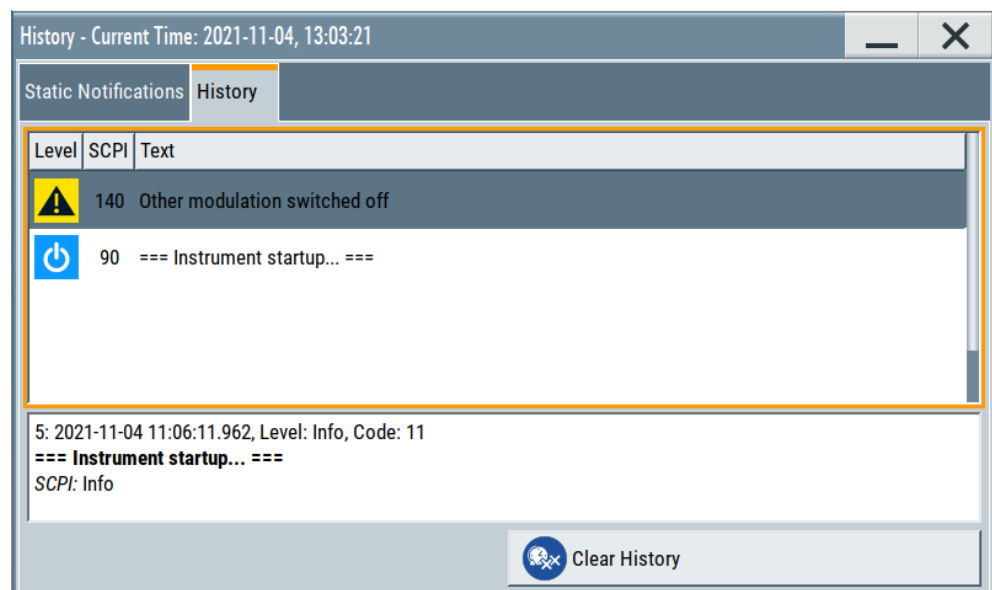 History - Current Time: 2021-11-04, 13:03:21
Static Notifications History
Level SCPI Text
140 Other modulation switched off
90 === Instrument startup... ===
5: 2021-11-04 11:06:11.962, Level: Info, Code: 11
=== Instrument startup... ===
SCPI: Info
Clear History